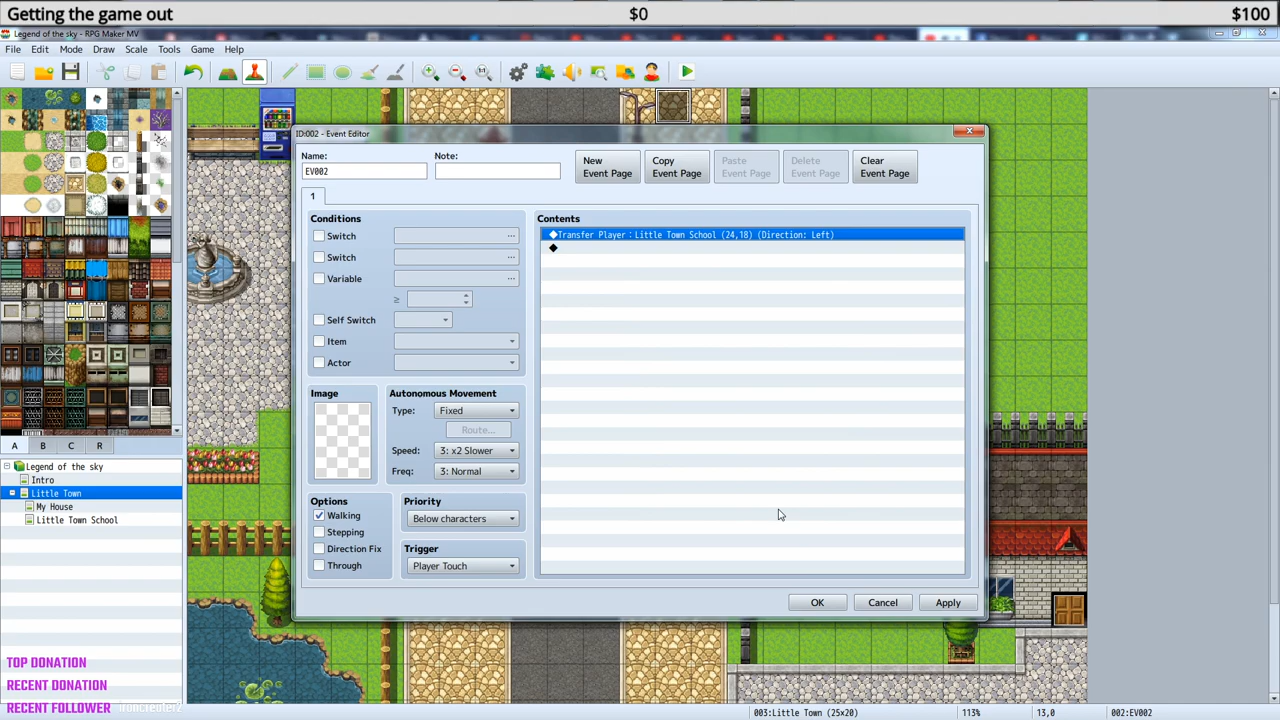 Getting the game out $0 $100
Legend of the sky - RPG Maker MV
File Edit Mode Draw Scale Tools Game Help
ID:002 - Event Editor
Name: Note:
EV002
New Event Page
Copy Event Page
Paste Event Page
Delete Event Page
Clear Event Page
1
Conditions
Switch ...
Switch ...
Variable ...
≥
Self Switch
Item
Actor
Contents
◆Transfer Player：Little Town School (24,18) (Direction: Left)
◆
Image
Autonomous Movement
Type: Fixed
Route...
Speed: 3: x2 Slower
Freq: 3: Normal
Options
Walking
Stepping
Direction Fix
Through
Priority
Below characters
Trigger
Player Touch
OK Cancel Apply
A B C R
Legend of the sky
Intro
Little Town
My House
Little Town School
TOP DONATION
RECENT DONATION
RECENT FOLLOWER
003:Little Town (25x20) 113% 13,0 002:EV002